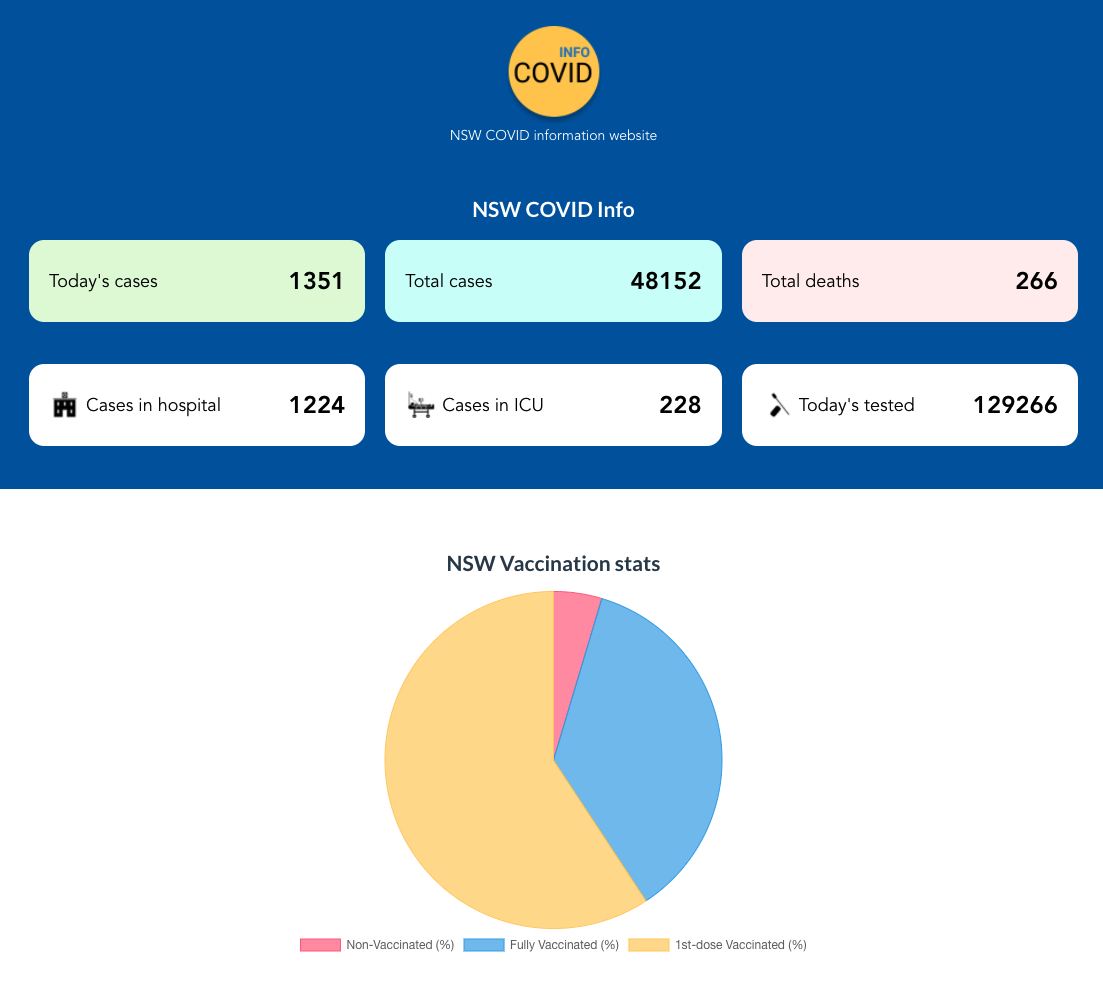 INFO
COVID
NSW COVID information website
NSW COVID Info
Today's cases 1351
Total cases 48152
Total deaths 266
Cases in hospital 1224
Cases in ICU 228
Today's tested 129266
NSW Vaccination stats
Non-Vaccinated (%) Fully Vaccinated (%) 1st-dose Vaccinated (%)